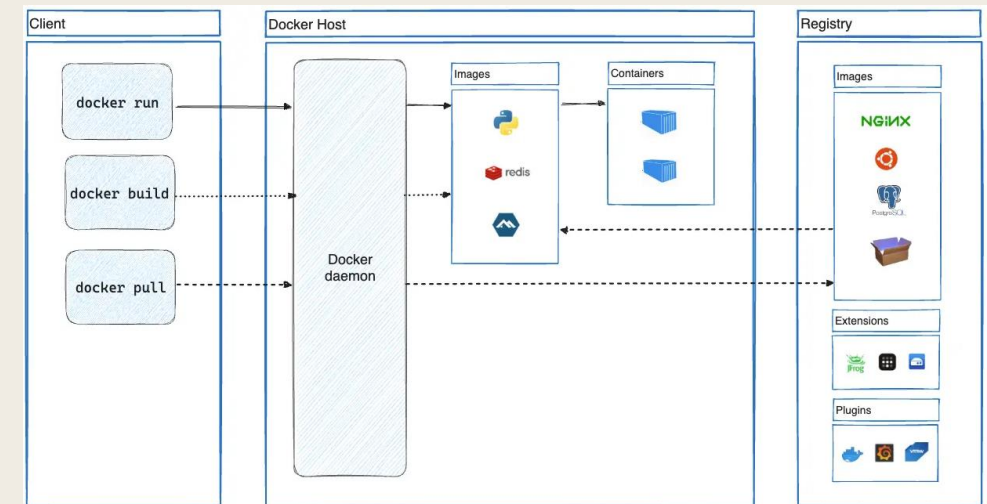 Client
Docker Host
Registry
docker run
docker build
docker pull
Docker
daemon
Images
redis
Containers
Images
NGINX
PostgreSQL
Extensions
JFrog
Plugins